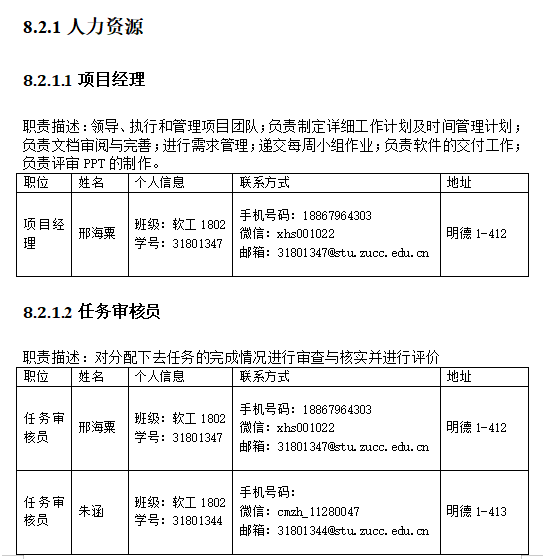 8.2.1 人力资源
8.2.1.1 项目经理
职责描述：领导、执行和管理项目团队；负责制定详细工作计划及时间管理计划；
负责文档审阅与完善；进行需求管理；递交每周小组作业；负责软件的交付工作；
负责评审 PPT 的制作。
职位 姓名 个人信息 联系方式 地址
项目经
理
邢海粟
班级：软工 1802
学号：31801347
手机号码：18867964303
微信：xhs001022
邮箱：31801347@stu.zucc.edu.cn
明德 1-412
8.2.1.2 任务审核员
职责描述：对分配下去任务的完成情况进行审查与核实并进行评价
职位 姓名 个人信息 联系方式 地址
任务审
核员
邢海粟
班级：软工 1802
学号：31801347
手机号码：18867964303
微信：xhs001022
邮箱：31801347@stu.zucc.edu.cn
明德 1-412
任务审
核员
朱涵
班级：软工 1802
学号：31801344
手机号码：
微信：cmzh_11280047
邮箱：31801344@stu.zucc.edu.cn
明德 1-413